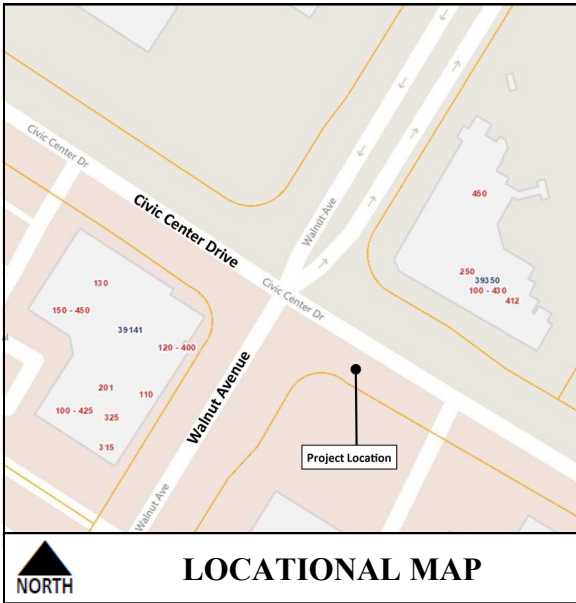 Civic Center Dr
Civic Center Drive
Walnut Ave
450
250
39350
100 - 430
412
Civic Center Dr
130
150 - 450
39141
120 - 400
201
110
100 - 425
325
315
Walnut Avenue
Project Location
Walnut Ave
NORTH
LOCATIONAL MAP